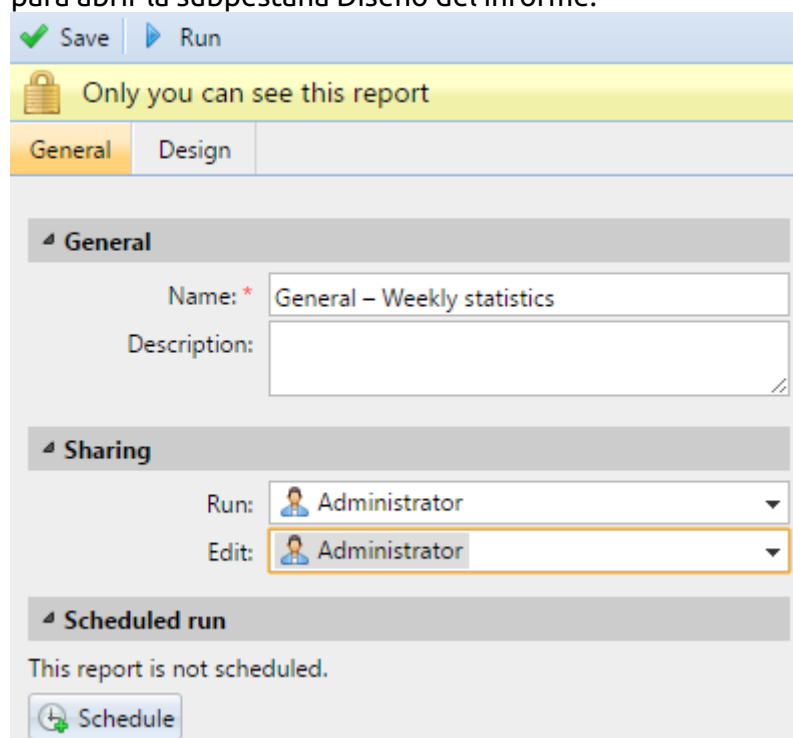 para abrir la subpestaña Diseño del informe.
Save Run
Only you can see this report
General Design
General
Name: * General – Weekly statistics
Description:
Sharing
Run: Administrator
Edit: Administrator
Scheduled run
This report is not scheduled.
Schedule